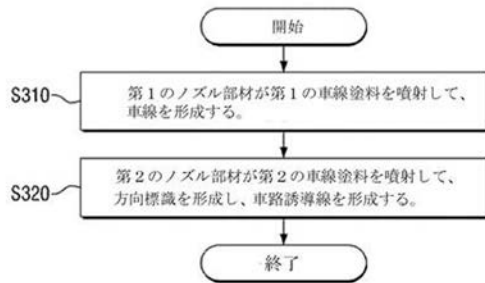 開始
S310
第1のノズル部材が第1の車線塗料を噴射して、
車線を形成する。
S320
第2のノズル部材が第2の車線塗料を噴射して、
方向標識を形成し、車路誘導線を形成する。
終了